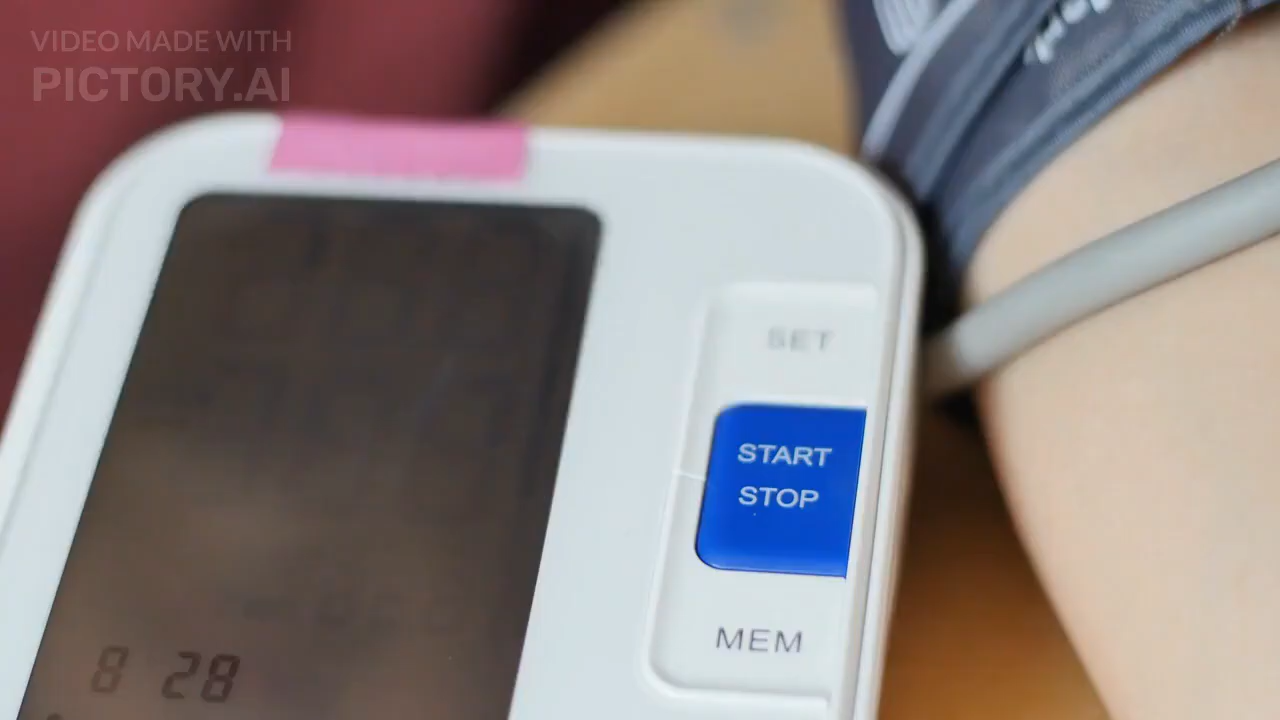 VIDEO MADE WITH
PICTORY.AI
SET
START
STOP
MEM
8 28